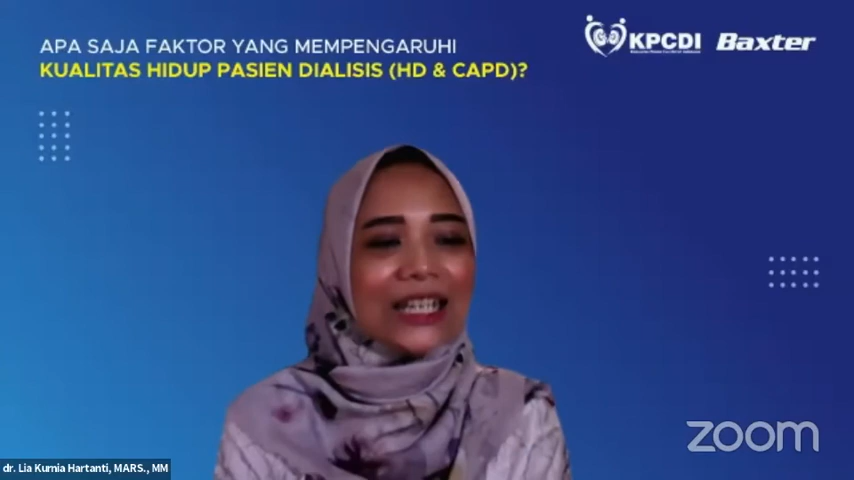 APA SAJA FAKTOR YANG MEMPENGARUHI
KUALITAS HIDUP PASIEN DIALISIS (HD & CAPD)?
KPCDI
Baxter
zoom
dr. Lia Kurnia Hartanti, MARS., MM